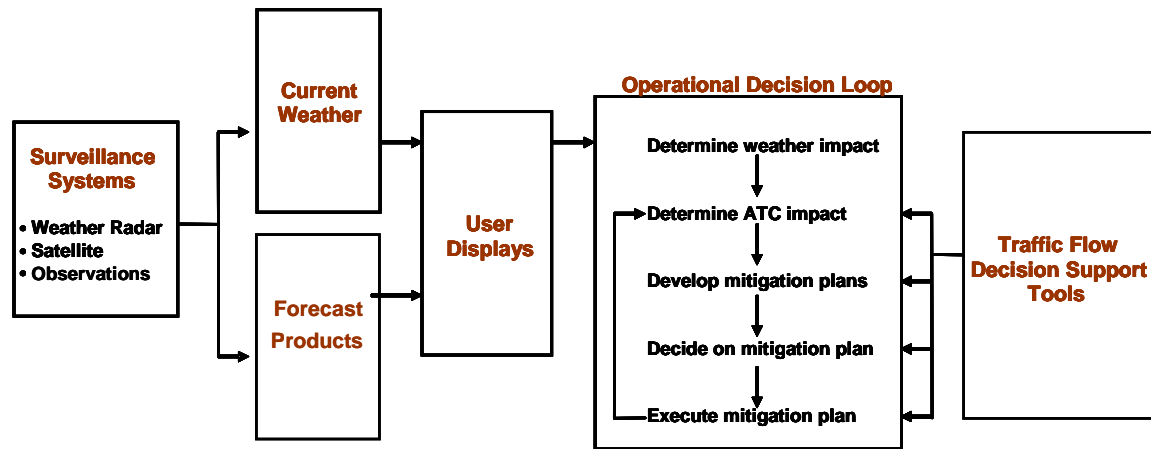 Surveillance
Systems
• Weather Radar
• Satellite
• Observations
Current
Weather
Forecast
Products
User
Displays
Operational Decision Loop
Determine weather impact
Determine ATC impact
Develop mitigation plans
Decide on mitigation plan
Execute mitigation plan
Traffic Flow
Decision Support
Tools